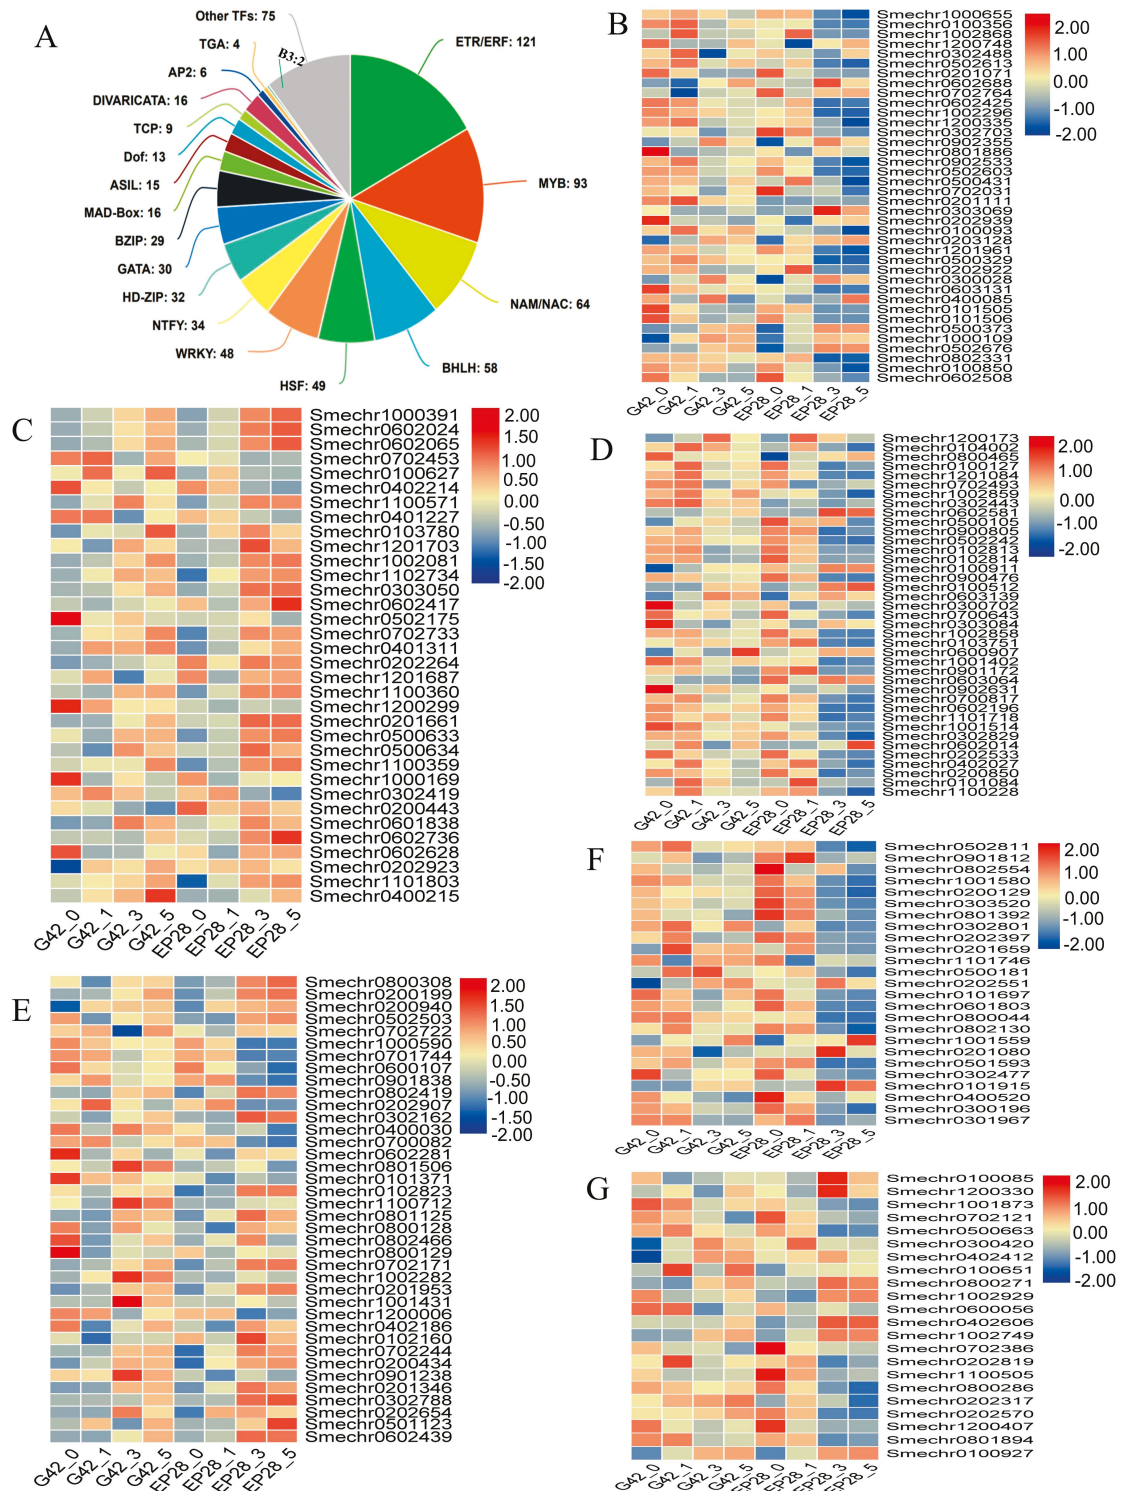 A
Other TFs: 75
TGA: 4
B3:2
AP2: 6
DIVARICATA: 16
TCP: 9
Dof: 13
ASIL: 15
MAD-Box: 16
BZIP: 29
GATA: 30
HD-ZIP: 32
NTFY: 34
WRKY: 48
HSF: 49
BHLH: 58
NAM/NAC: 64
MYB: 93
ETR/ERF: 121
B
Smechr1000655
Smechr0100356
Smechr1002868
Smechr1200748
Smechr0302488
Smechr0502613
Smechr0201071
Smechr0602688
Smechr0702764
Smechr0602425
Smechr1002296
Smechr1200335
Smechr0302703
Smechr0902355
Smechr0801886
Smechr0902533
Smechr0502603
Smechr0500431
Smechr0702031
Smechr0201111
Smechr0303069
Smechr0202939
Smechr0100093
Smechr0203128
Smechr1201961
Smechr0500329
Smechr0202922
Smechr0300028
Smechr0603131
Smechr0400085
Smechr0101505
Smechr0101506
Smechr0500373
Smechr1000109
Smechr0502676
Smechr0802331
Smechr0100850
Smechr0602508
G42_0
G42_1
G42_3
G42_5
EP28_0
EP28_1
EP28_3
EP28_5
2.00
1.00
0.00
-1.00
-2.00
C
Smechr1000391
Smechr0602024
Smechr0602065
Smechr0702453
Smechr0100627
Smechr0402214
Smechr1100571
Smechr0401227
Smechr0103780
Smechr1201703
Smechr1002081
Smechr1102734
Smechr0303050
Smechr0602417
Smechr0502175
Smechr0702733
Smechr0401311
Smechr0202264
Smechr1201687
Smechr1100360
Smechr1200299
Smechr0201661
Smechr0500633
Smechr0500634
Smechr1100359
Smechr1000169
Smechr0302419
Smechr0200443
Smechr0601838
Smechr0602736
Smechr0602628
Smechr0202923
Smechr1101803
Smechr0400215
G42_0
G42_1
G42_3
G42_5
EP28_0
EP28_1
EP28_3
EP28_5
2.00
1.50
1.00
0.50
0.00
-0.50
-1.00
-1.50
-2.00
D
Smechr1200173
Smechr0104002
Smechr0800465
Smechr0100127
Smechr1201084
Smechr0702493
Smechr1002859
Smechr0302443
Smechr0602581
Smechr0500105
Smechr0900805
Smechr0502242
Smechr0102813
Smechr0102814
Smechr0100911
Smechr0900476
Smechr0100512
Smechr0603139
Smechr0300702
Smechr0700643
Smechr0303084
Smechr1002858
Smechr0103751
Smechr0600907
Smechr1001402
Smechr0901172
Smechr0603064
Smechr0902631
Smechr0700817
Smechr0602196
Smechr1101718
Smechr1001514
Smechr0302829
Smechr0602014
Smechr0202533
Smechr0402027
Smechr0200850
Smechr0101084
Smechr1100228
G42_0
G42_1
G42_3
G42_5
EP28_0
EP28_1
EP28_3
EP28_5
2.00
1.00
0.00
-1.00
-2.00
E
Smechr0800308
Smechr0200199
Smechr0200940
Smechr0502503
Smechr0702722
Smechr1000590
Smechr0701744
Smechr0600107
Smechr0901838
Smechr0802419
Smechr0202907
Smechr0302162
Smechr0400030
Smechr0700082
Smechr0602281
Smechr0801506
Smechr0101371
Smechr0102823
Smechr1100712
Smechr0801125
Smechr0800128
Smechr0802466
Smechr0800129
Smechr0702171
Smechr1002282
Smechr0201953
Smechr1001431
Smechr1200006
Smechr0402186
Smechr0102160
Smechr0702244
Smechr0200434
Smechr0901238
Smechr0201346
Smechr0302788
Smechr0202654
Smechr0501123
Smechr0602439
G42_0
G42_1
G42_3
G42_5
EP28_0
EP28_1
EP28_3
EP28_5
2.00
1.50
1.00
0.50
0.00
-0.50
-1.00
-1.50
-2.00
F
Smechr0502811
Smechr0901812
Smechr0802554
Smechr1001580
Smechr0200129
Smechr0303520
Smechr0801392
Smechr0302801
Smechr0202397
Smechr0201659
Smechr1101746
Smechr0500181
Smechr0202551
Smechr0101697
Smechr0601803
Smechr0800044
Smechr0802130
Smechr1001559
Smechr0201080
Smechr0501593
Smechr0302477
Smechr0101915
Smechr0400520
Smechr0300196
Smechr0301967
G42_0
G42_1
G42_3
G42_5
EP28_0
EP28_1
EP28_3
EP28_5
2.00
1.00
0.00
-1.00
-2.00
G
Smechr0100085
Smechr1200330
Smechr1001873
Smechr0702121
Smechr0500663
Smechr0300420
Smechr0402412
Smechr0100651
Smechr0800271
Smechr1002929
Smechr0600056
Smechr0402606
Smechr1002749
Smechr0702386
Smechr0202819
Smechr1100505
Smechr0800286
Smechr0202317
Smechr0202570
Smechr1200407
Smechr0801894
Smechr0100927
G42_0
G42_1
G42_3
G42_5
EP28_0
EP28_1
EP28_3
EP28_5
2.00
1.00
0.00
-1.00
-2.00